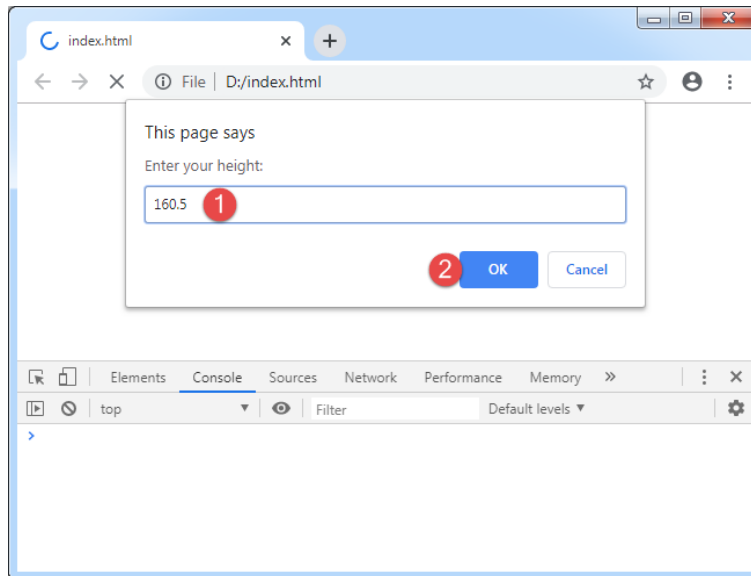 index.html
File | D:/index.html
This page says
Enter your height:
160.5 1
2 OK Cancel
Elements Console Sources Network Performance Memory »
top Filter Default levels ▼